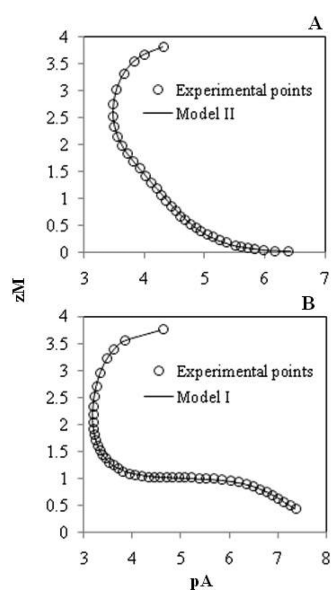 A
4
3.5
3
2.5
2
1.5
1
0.5
0
Experimental points
Model II
3 4 5 6 7
zM
B
4
3.5
3
2.5
2
1.5
1
0.5
0
Experimental points
Model I
3 4 5 6 7 8
pA